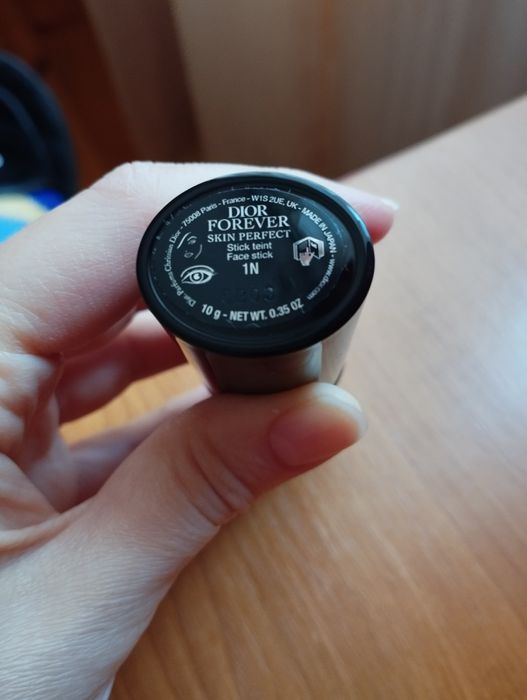 Parfums Christian Dior - 75008 Paris - France - W1S 2UE, UK - MADE IN JAPAN - www.dior.com
DIOR
FOREVER
SKIN PERFECT
Stick teint
Face stick
1N
10 g - NET WT. 0.35 OZ